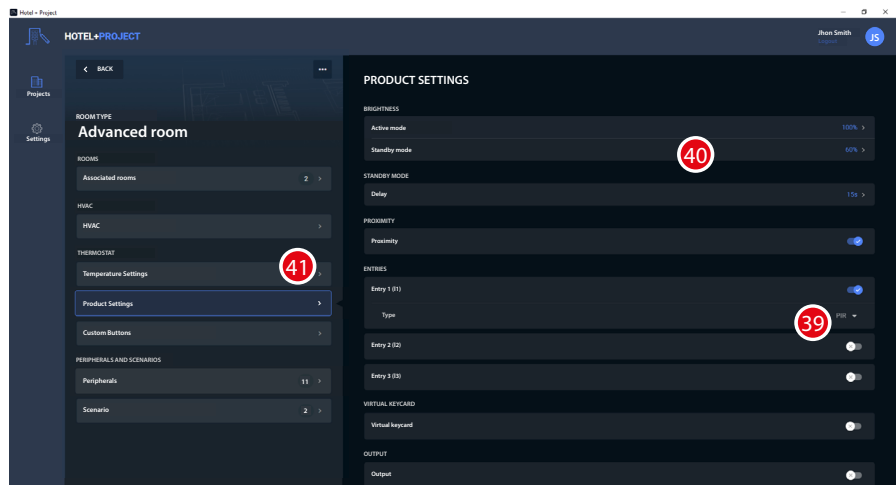 Hotel + Project
HOTEL+PROJECT
Jhon Smith
Logout
JS
Projects
Settings
BACK
ROOM TYPE
Advanced room
ROOMS
Associated rooms 2
HVAC
HVAC
THERMOSTAT
Temperature Settings
41
Product Settings
Custom Buttons
PERIPHERALS AND SCENARIOS
Peripherals 11
Scenario 2
PRODUCT SETTINGS
BRIGHTNESS
Active mode 100%
Standby mode 60%
40
STANDBY MODE
Delay 15s
PROXIMITY
Proximity
ENTRIES
Entry 1 (I1)
Type PIR
39
Entry 2 (I2)
Entry 3 (I3)
VIRTUAL KEYCARD
Virtual keycard
OUTPUT
Output